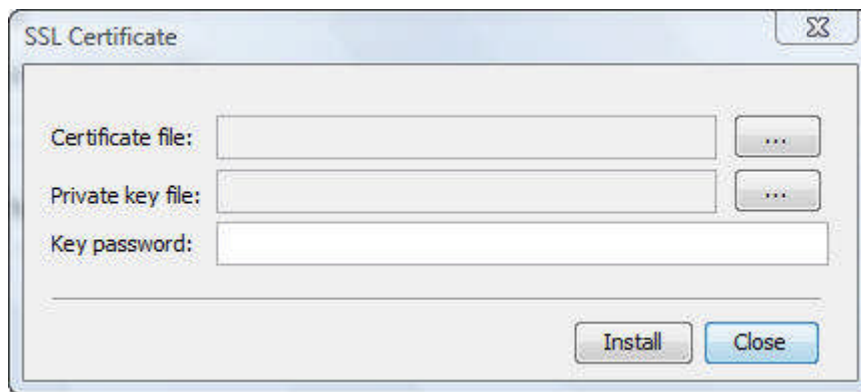 SSL Certificate
Certificate file:
...
Private key file:
...
Key password:
Install
Close